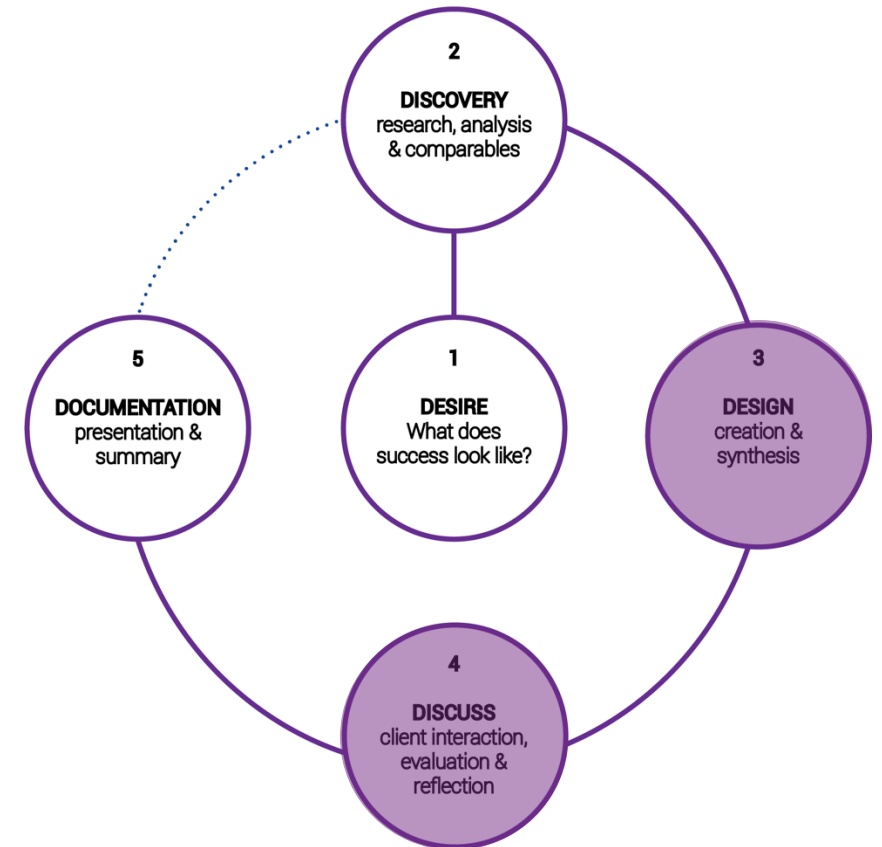 2
DISCOVERY
research, analysis
& comparables
5
DOCUMENTATION
presentation &
summary
1
DESIRE
What does
success look like?
3
DESIGN
creation &
synthesis
4
DISCUSS
client interaction,
evaluation &
reflection